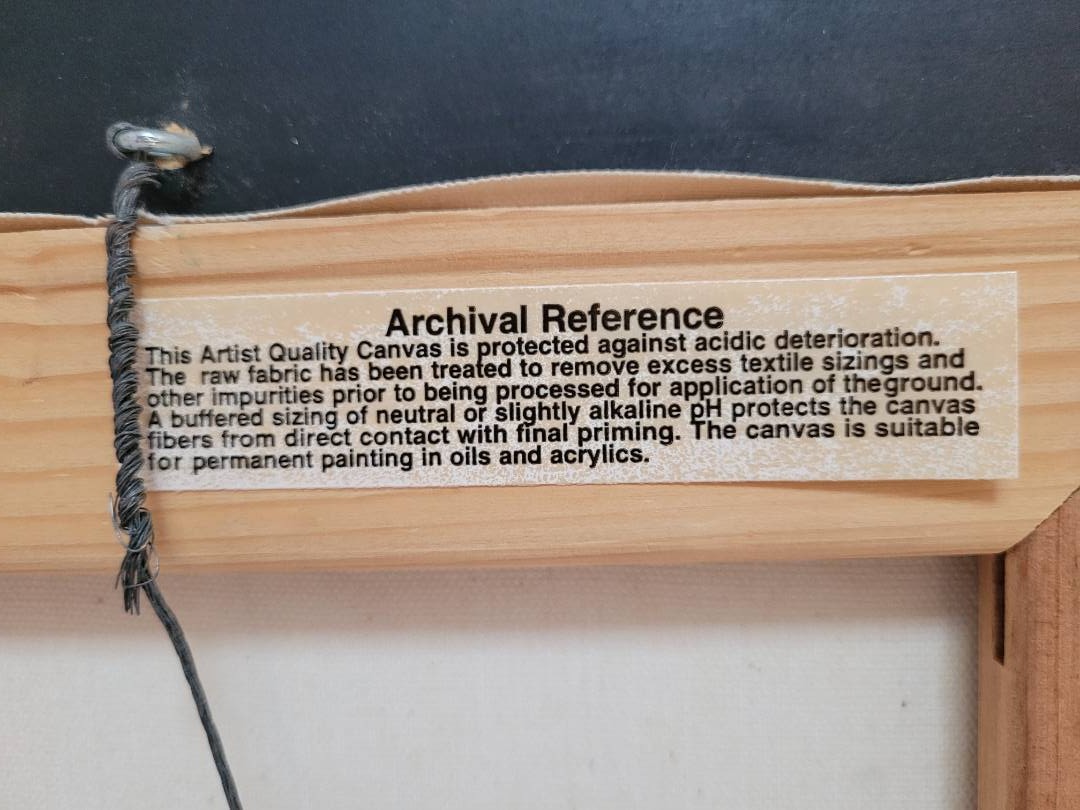 Archival Reference
This Artist Quality Canvas is protected against acidic deterioration.
The raw fabric has been treated to remove excess textile sizings and
other impurities prior to being processed for application of theground.
A buffered sizing of neutral or slightly alkaline pH protects the canvas
fibers from direct contact with final priming. The canvas is suitable
for permanent painting in oils and acrylics.